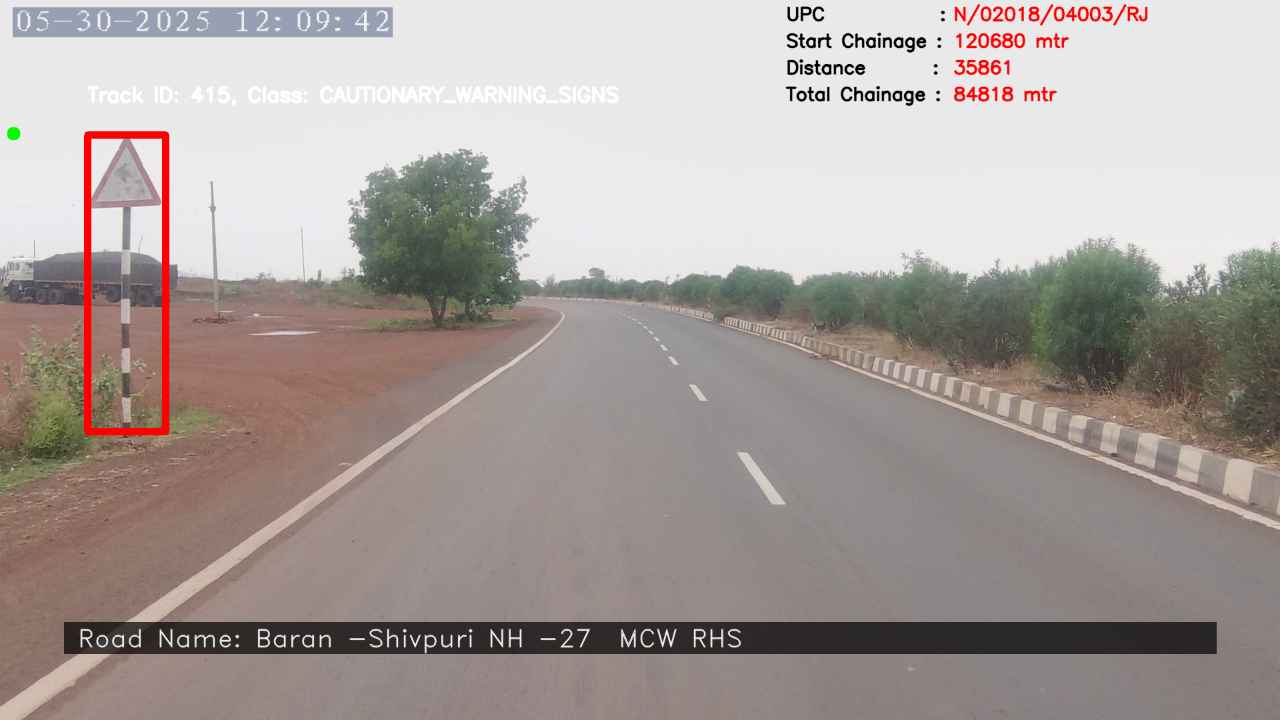 05-30-2025 12:09:42
UPC : N/02018/04003/RJ
Start Chainage : 120680 mtr
Distance : 35861
Total Chainage : 84818 mtr
Track ID: 415, Class: CAUTIONARY_WARNING_SIGNS
Road Name: Baran -Shivpuri NH -27 MCW RHS